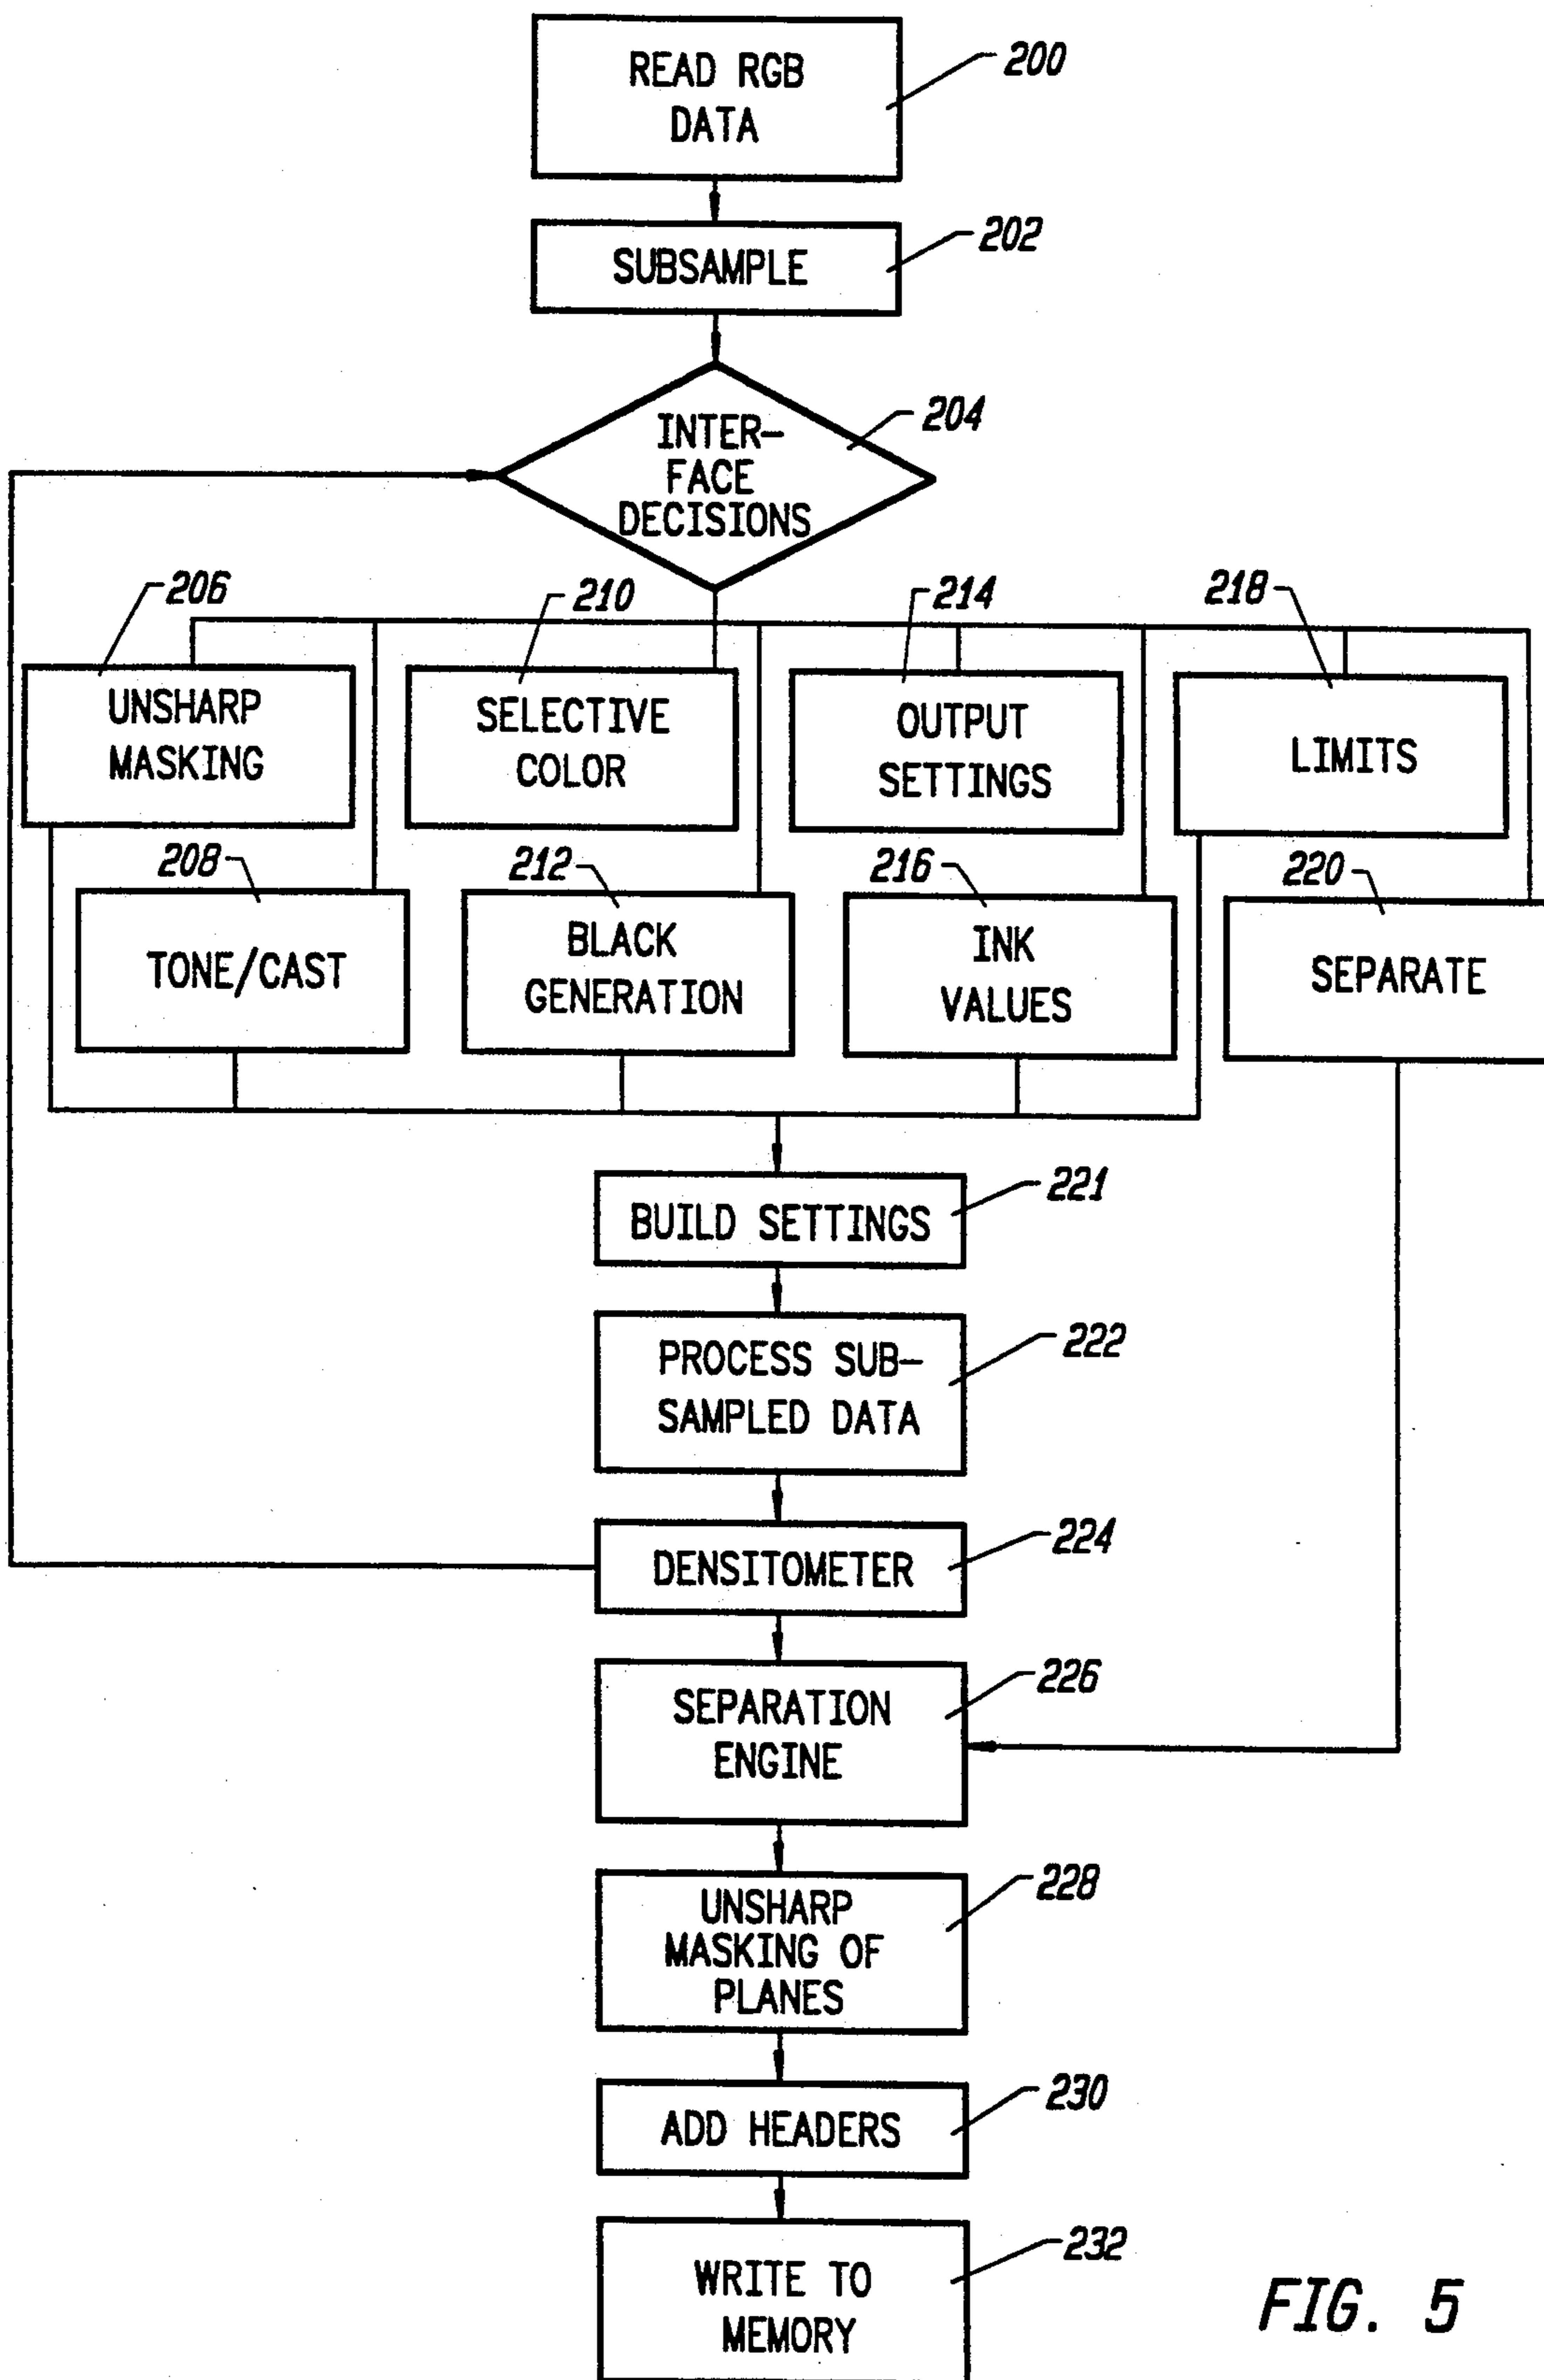 READ RGB
DATA
200
SUBSAMPLE
202
INTER-
FACE
DECISIONS
204
206
210
214
218
UNSHARP
MASKING
SELECTIVE
COLOR
OUTPUT
SETTINGS
LIMITS
208
212
216
220
TONE/CAST
BLACK
GENERATION
INK
VALUES
SEPARATE
BUILD SETTINGS
221
PROCESS SUB-
SAMPLED DATA
222
DENSITOMETER
224
SEPARATION
ENGINE
226
UNSHARP
MASKING OF
PLANES
228
ADD HEADERS
230
WRITE TO
MEMORY
232
FIG. 5